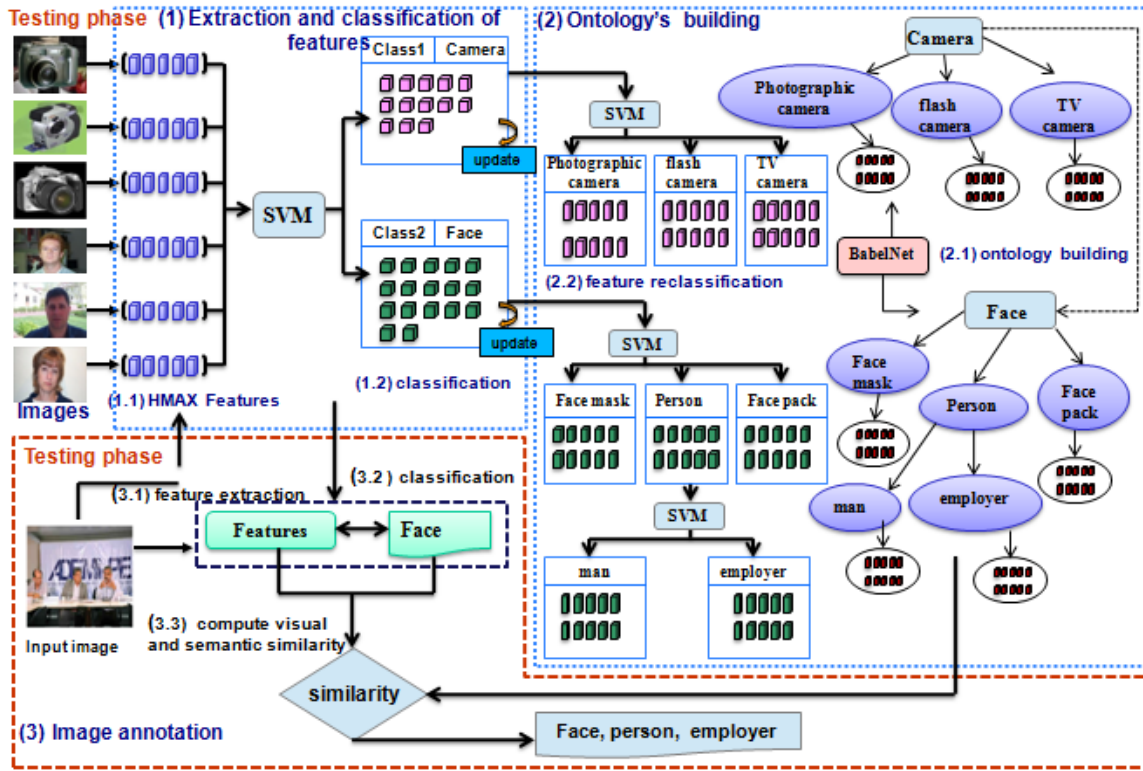 Testing phase
(1) Extraction and classification of
features
Class1 Camera
update
SVM
Class2 Face
update
(1.2) classification
(1.1) HMAX Features
Images
(2) Ontology's building
SVM
Photographic camera
flash camera
TV camera
(2.2) feature reclassification
SVM
Face mask
Person
Face pack
SVM
man
employer
Camera
Photographic
camera
flash
camera
TV
camera
BabelNet
(2.1) ontology building
Face
Face
mask
Person
Face
pack
man
employer
Testing phase
(3.1) feature extraction
(3.2) classification
Features
Face
Input image
(3.3) compute visual
and semantic similarity
similarity
(3) Image annotation
Face, person, employer